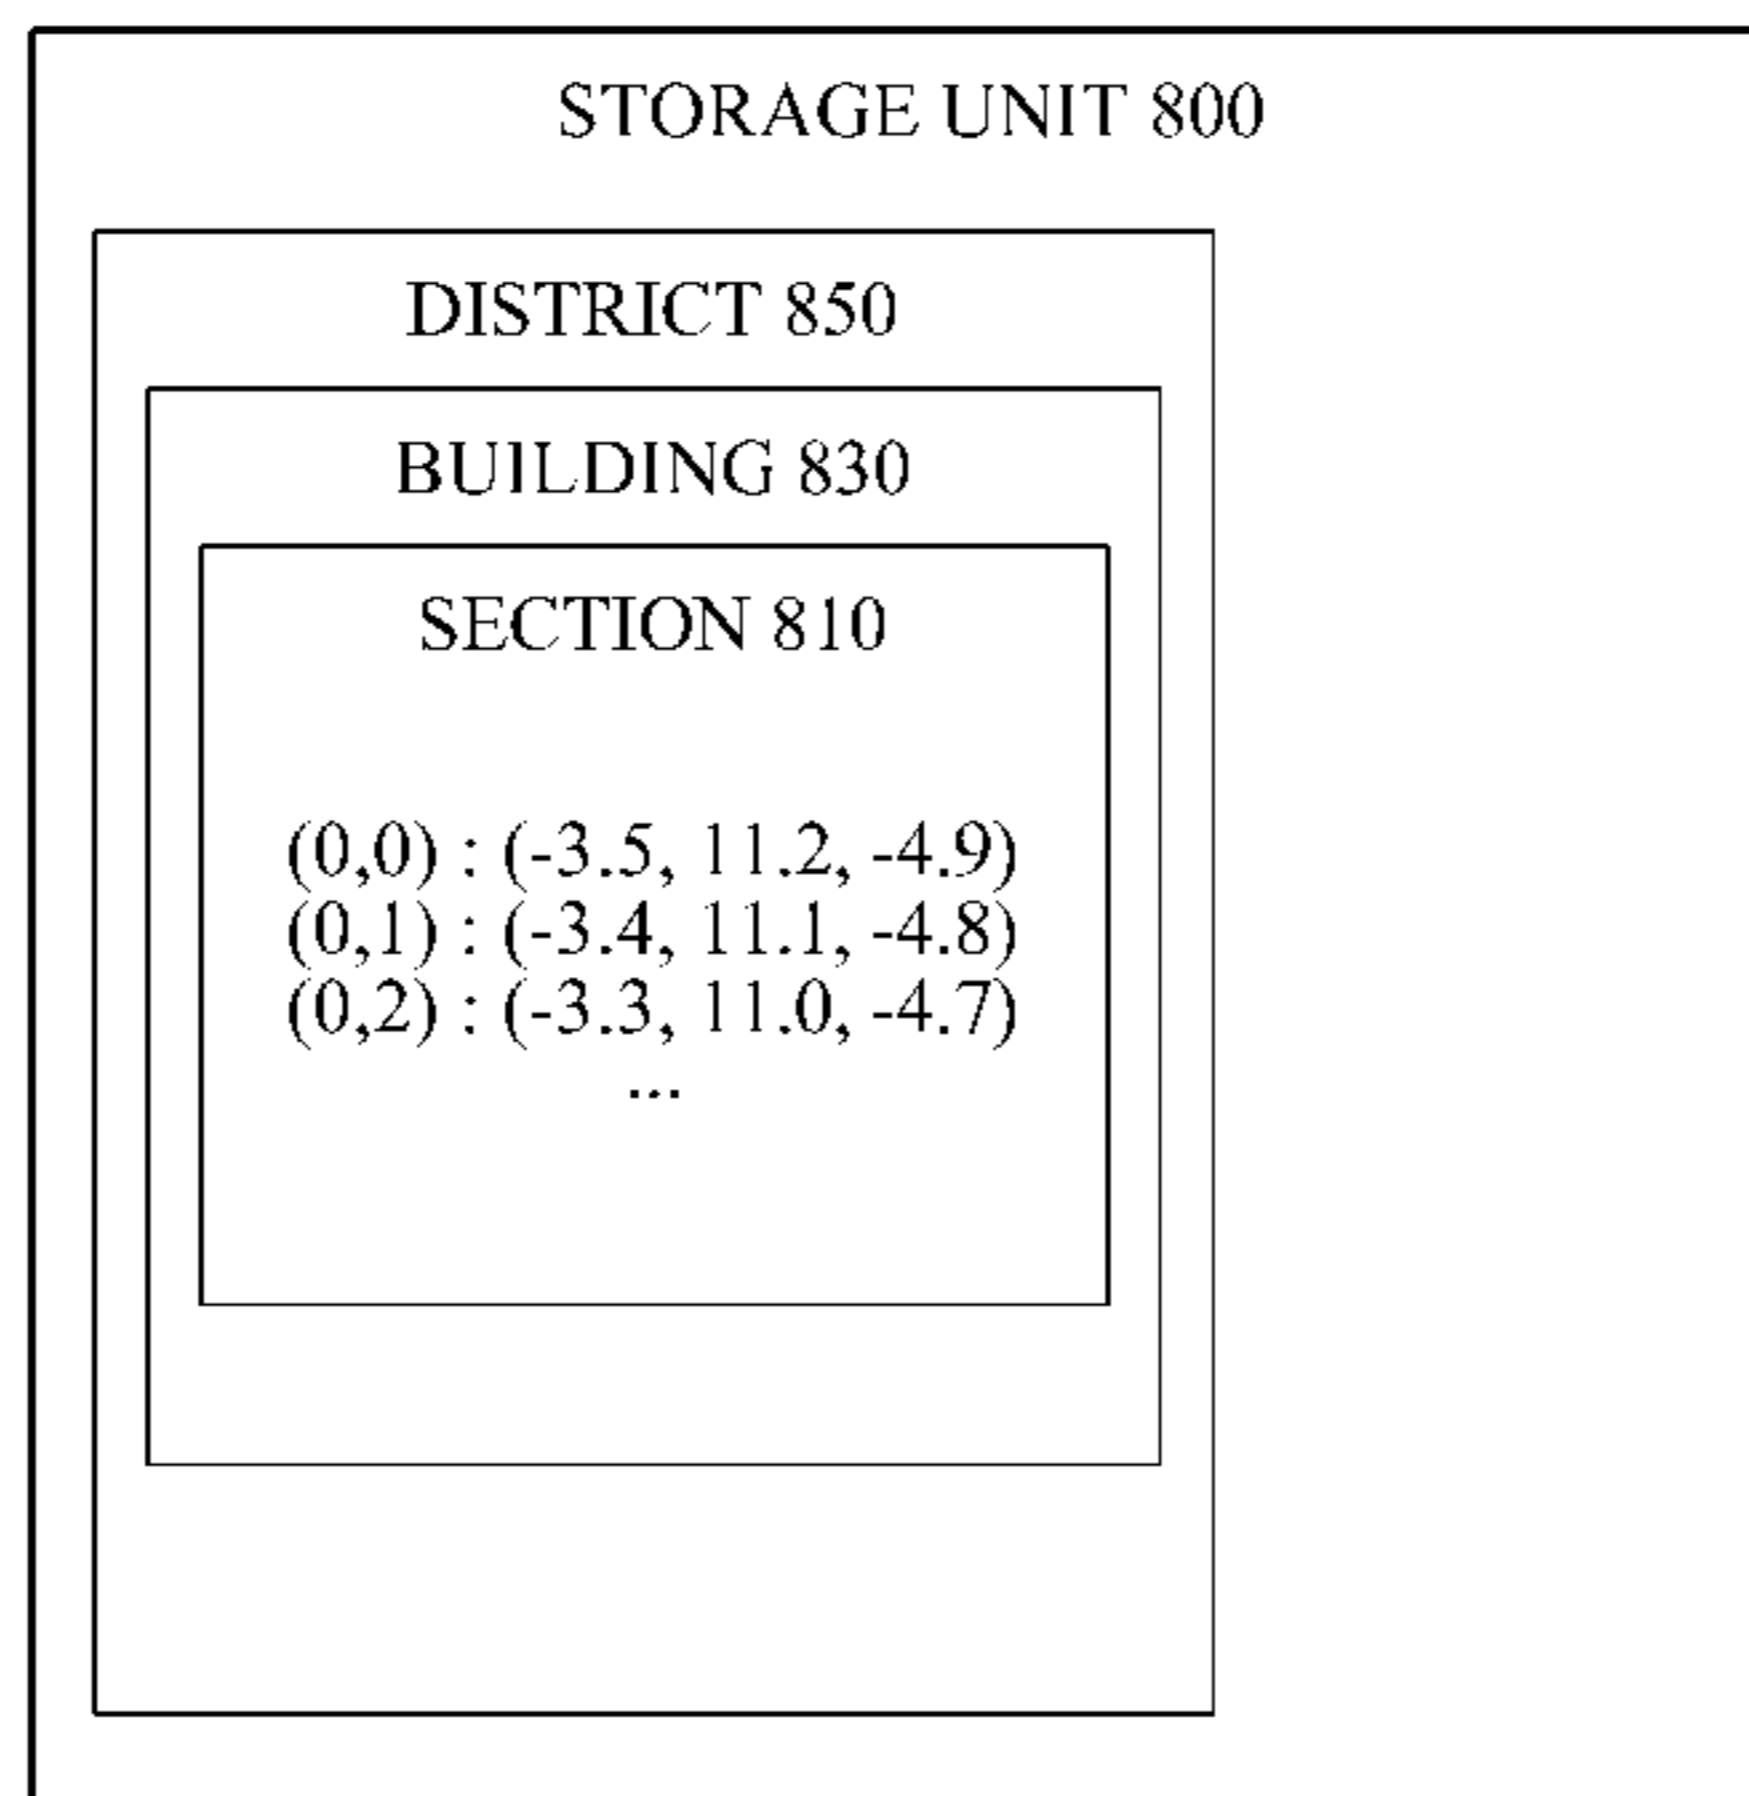 STORAGE UNIT 800
DISTRICT 850
BUILDING 830
SECTION 810
(0,0) : (-3.5, 11.2, -4.9)
(0,1) : (-3.4, 11.1, -4.8)
(0,2) : (-3.3, 11.0, -4.7)
...